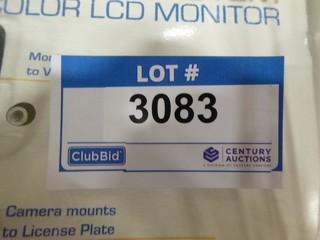 COLOR LCD MONITOR
LOT #
3083
ClubBid
CENTURY
AUCTIONS
Camera mounts
to License Plate